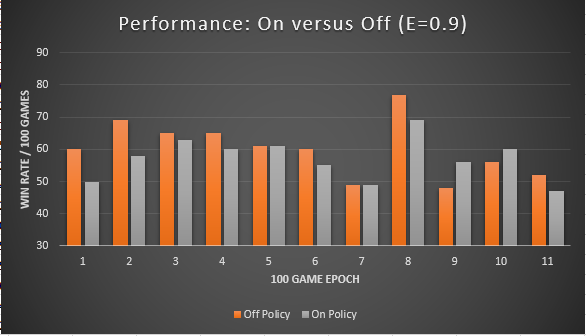 Performance: On versus Off (E=0.9)
90
80
70
60
50
40
30
WIN RATE / 100 GAMES
1 2 3 4 5 6 7 8 9 10 11
100 GAME EPOCH
Off Policy On Policy